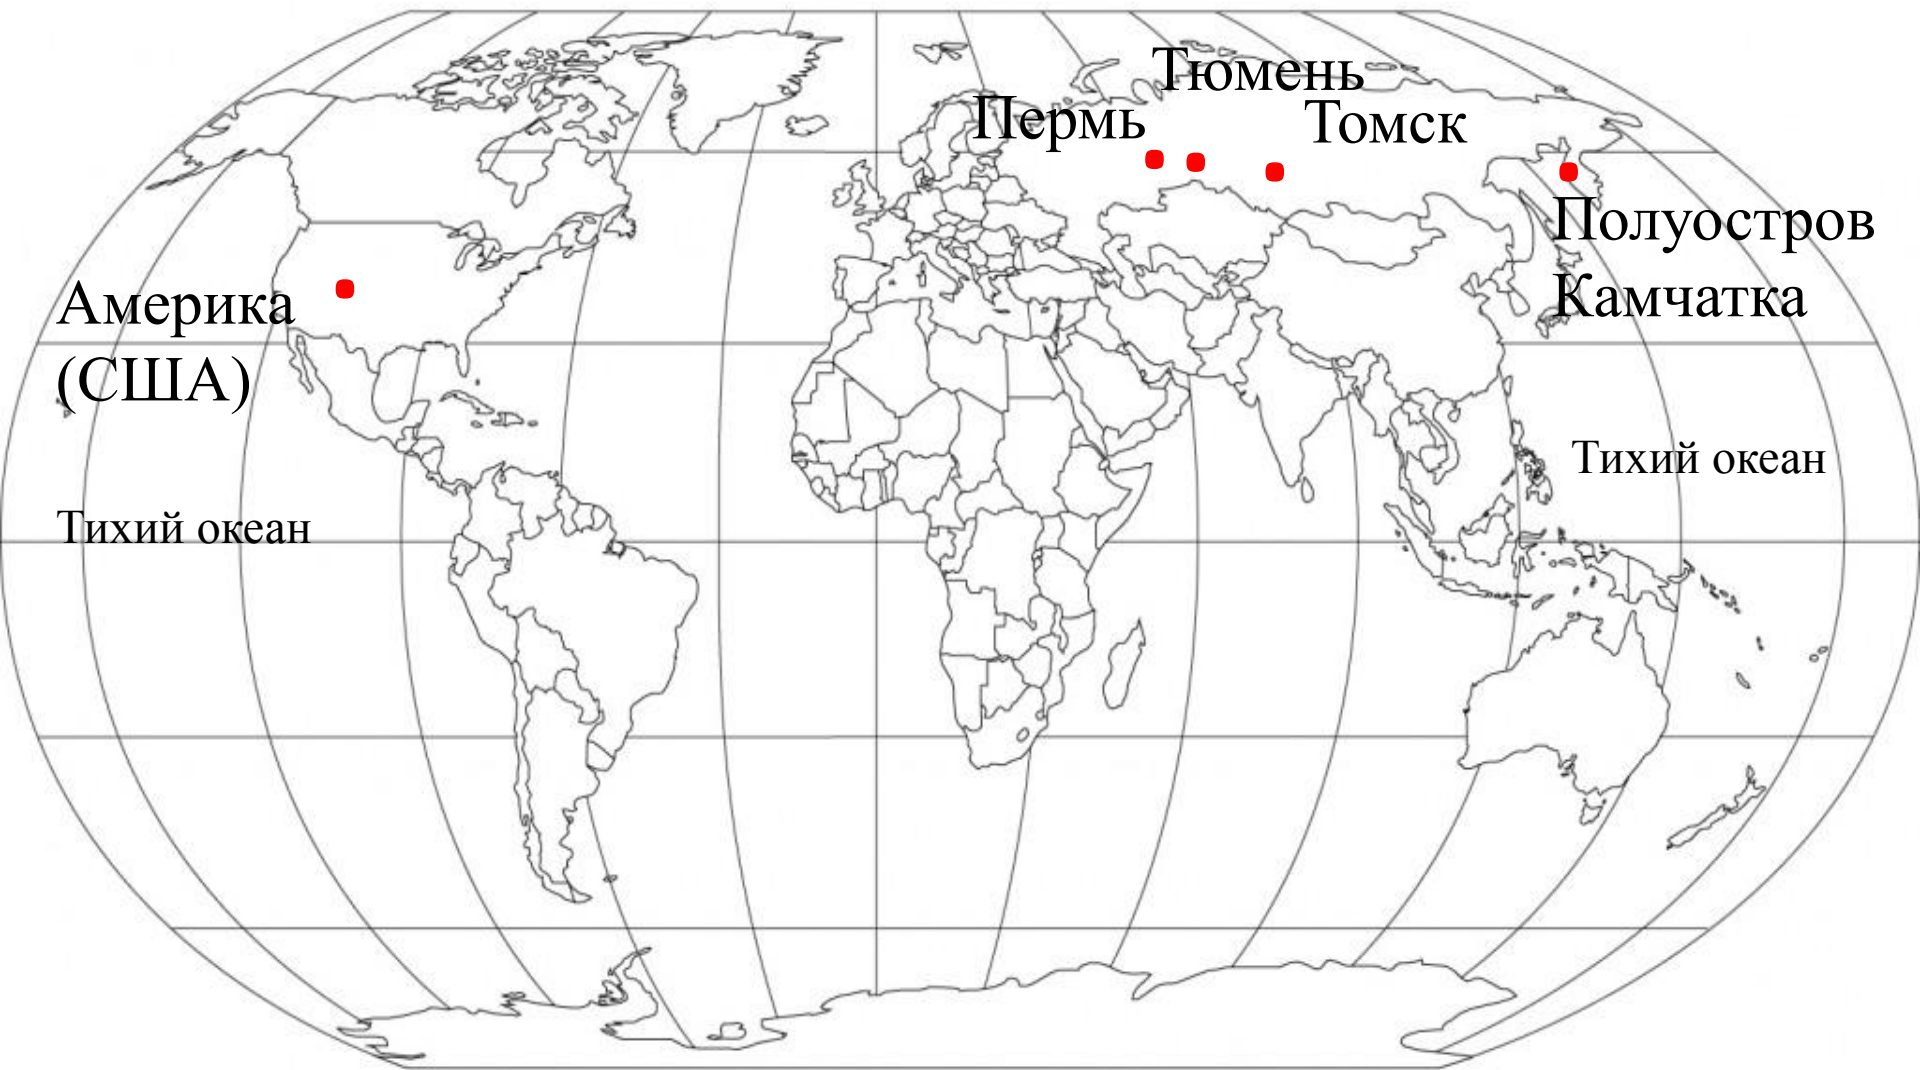 Тюмень
Пермь
Томск
Полуостров
Камчатка
Америка
(США)
Тихий океан
Тихий океан